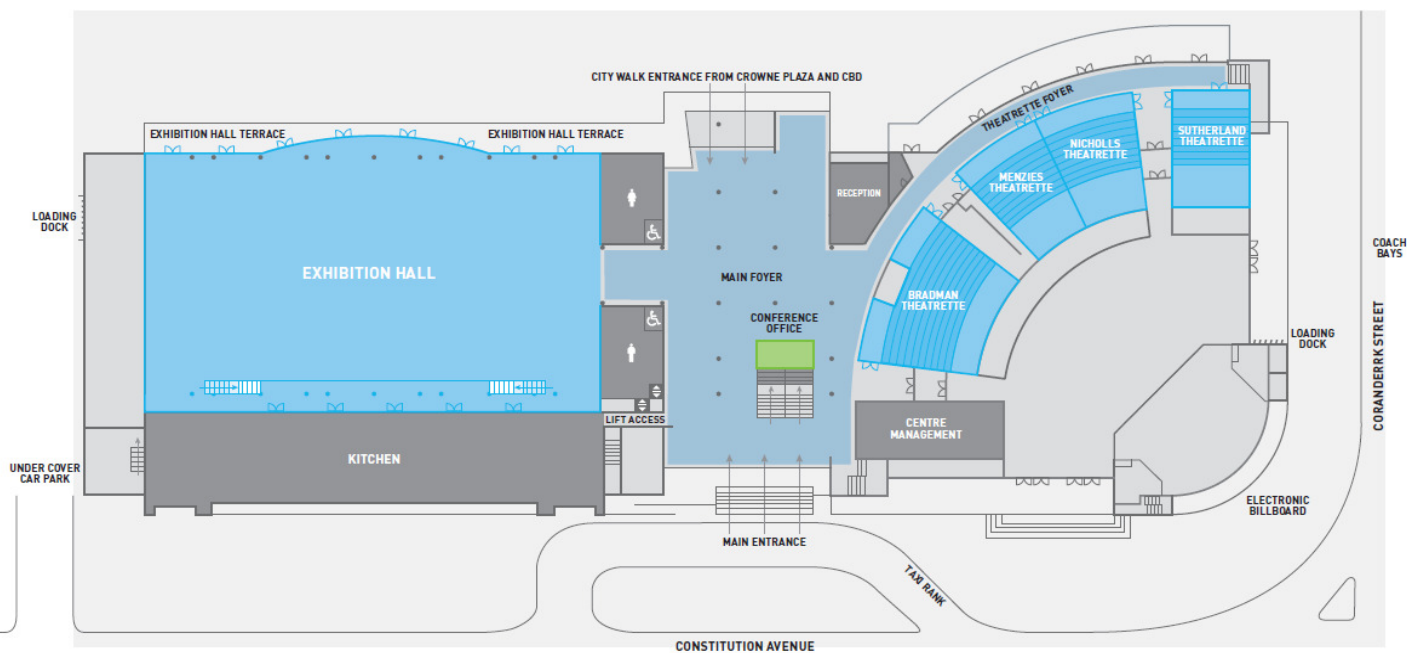 CITY WALK ENTRANCE FROM CROWNE PLAZA AND CBD
THEATRETTE FOYER
EXHIBITION HALL TERRACE
EXHIBITION HALL TERRACE
SUTHERLAND
THEATRETTE
NICHOLLS
THEATRETTE
MENZIES
THEATRETTE
RECEPTION
LOADING
DOCK
COACH
BAYS
EXHIBITION HALL
MAIN FOYER
BRADMAN
THEATRETTE
CONFERENCE
OFFICE
LOADING
DOCK
CORANDERRK STREET
LIFT ACCESS
CENTRE
MANAGEMENT
KITCHEN
UNDER COVER
CAR PARK
ELECTRONIC
BILLBOARD
MAIN ENTRANCE
TAXI RANK
CONSTITUTION AVENUE